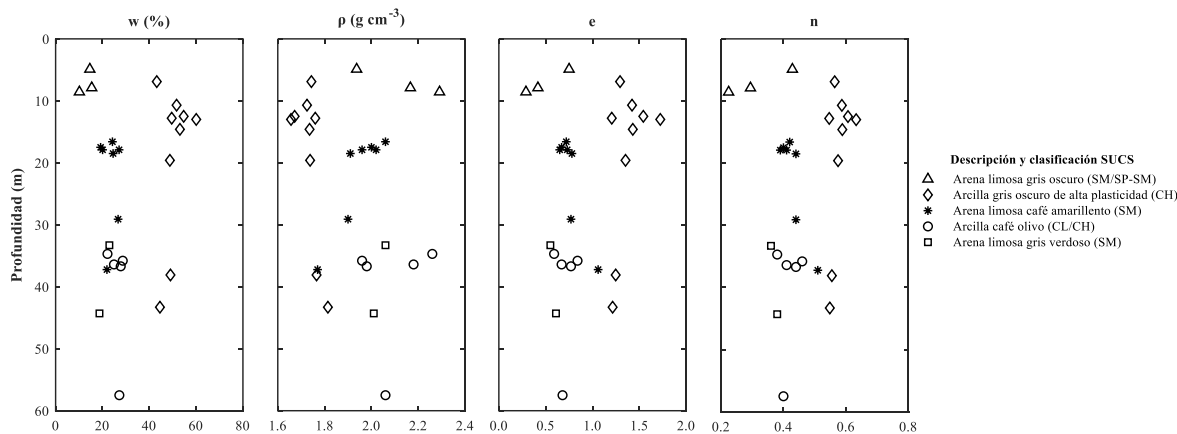 w (%) ρ (g cm⁻³) e n
0
10
20
30
40
50
60
Profundidad (m)
0 20 40 60 80 1.6 1.8 2.0 2.2 2.4 0.0 0.5 1.0 1.5 2.0 0.2 0.4 0.6 0.8
Descripción y clasificación SUCS
Arena limosa gris oscuro (SM/SP-SM)
Arcilla gris oscuro de alta plasticidad (CH)
Arena limosa café amarillento (SM)
Arcilla café olivo (CL/CH)
Arena limosa gris verdoso (SM)